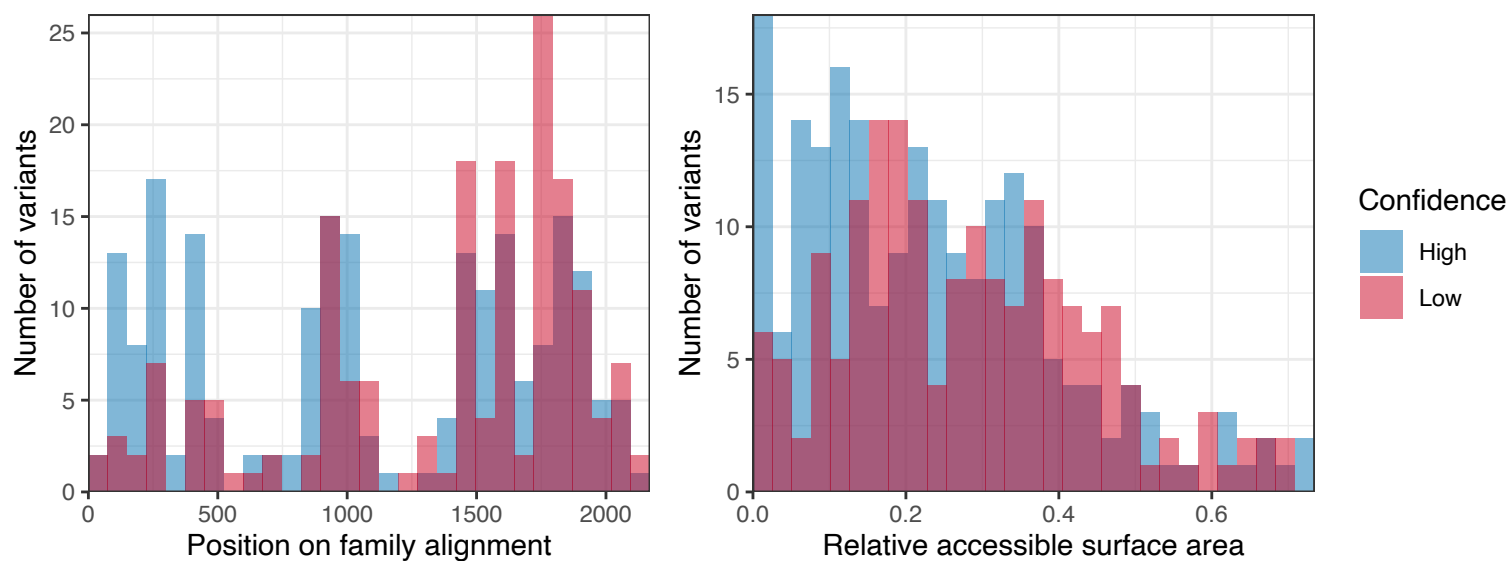 Number of variants
25
20
15
10
5
0
0
500
1000
1500
2000
Position on family alignment
Number of variants
15
10
5
0
0.0
0.2
0.4
0.6
Relative accessible surface area
Confidence
High
Low